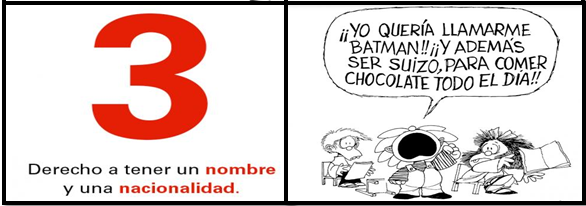 3
Derecho a tener un nombre
y una nacionalidad.
¡¡YO QUERÍA LLAMARME
BATMAN!! ¡¡Y ADEMÁS
SER SUIZO, PARA COMER
CHOCOLATE TODO EL DÍA!!